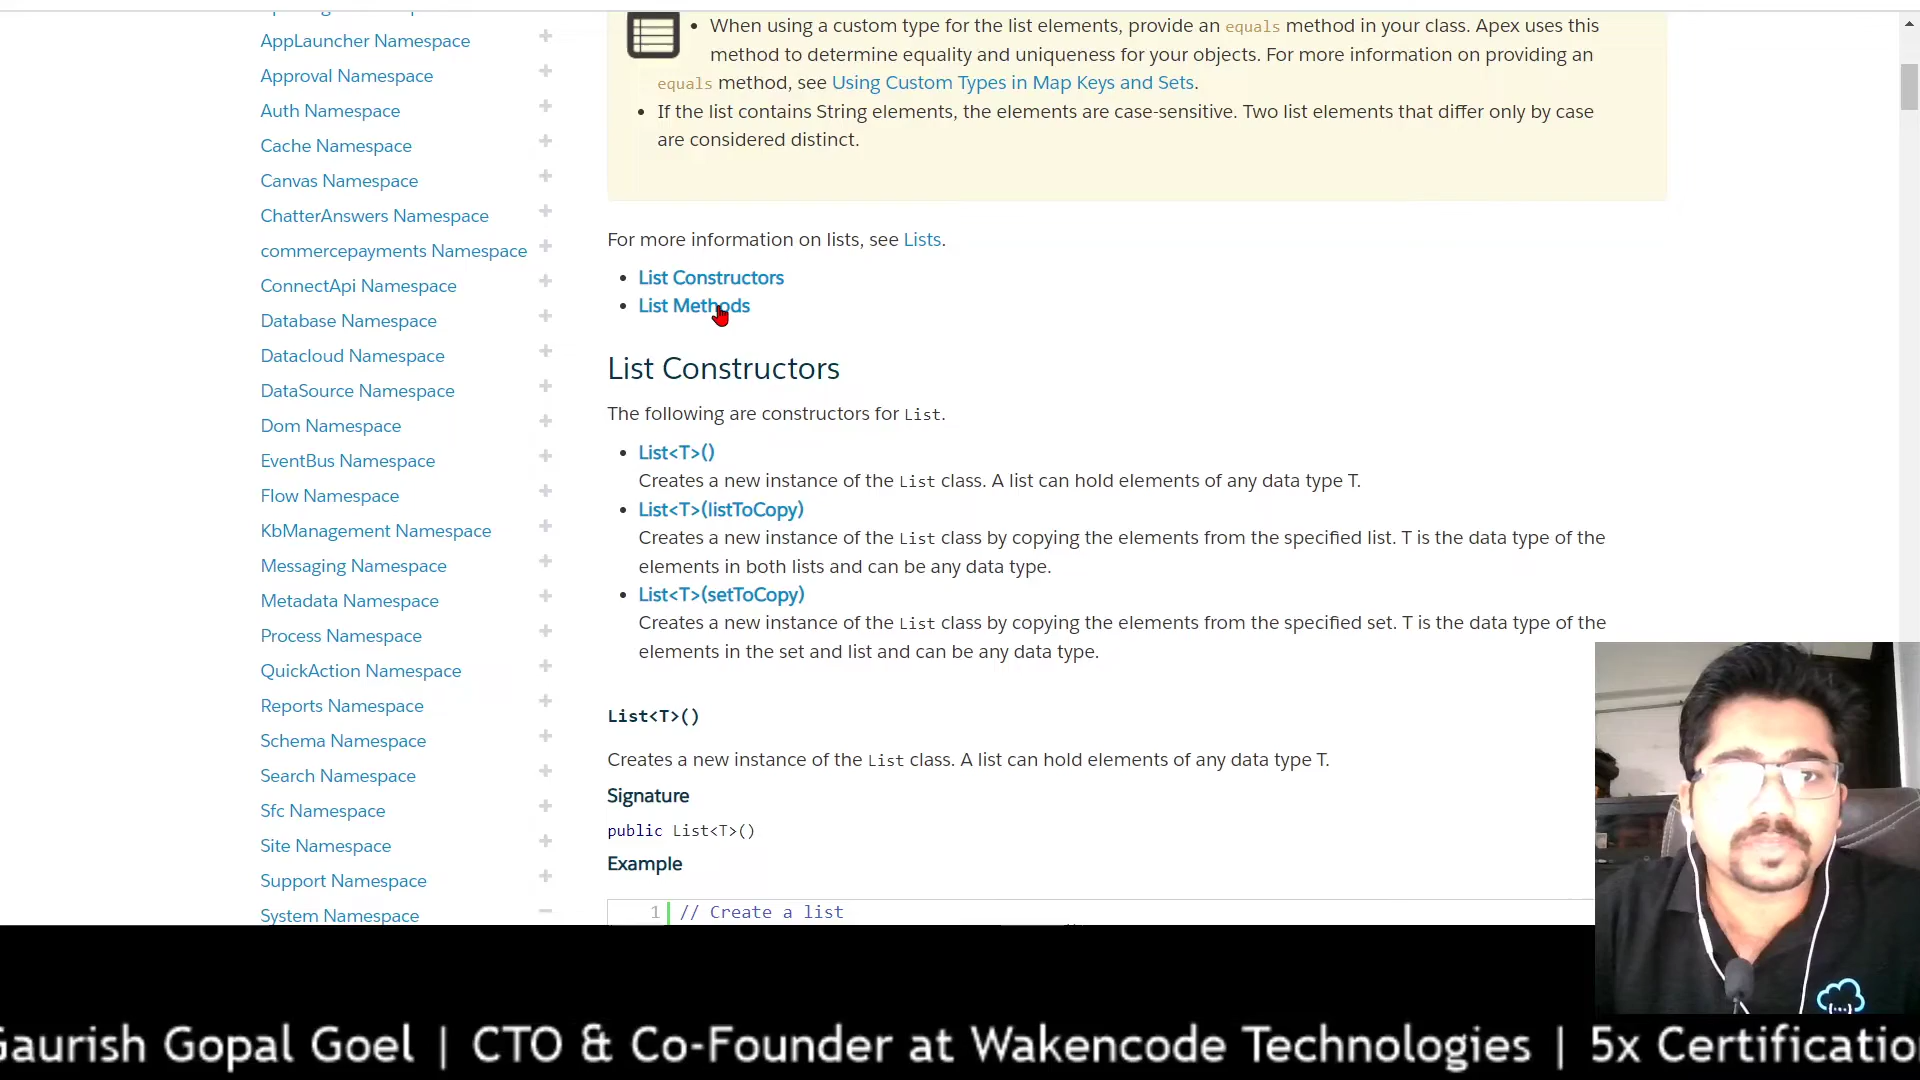 AppLauncher Namespace
Approval Namespace
Auth Namespace
Cache Namespace
Canvas Namespace
ChatterAnswers Namespace
commercepayments Namespace
ConnectApi Namespace
Database Namespace
Datacloud Namespace
DataSource Namespace
Dom Namespace
EventBus Namespace
Flow Namespace
KbManagement Namespace
Messaging Namespace
Metadata Namespace
Process Namespace
QuickAction Namespace
Reports Namespace
Schema Namespace
Search Namespace
Sfc Namespace
Site Namespace
Support Namespace
System Namespace
• When using a custom type for the list elements, provide an equals method in your class. Apex uses this
method to determine equality and uniqueness for your objects. For more information on providing an
equals method, see Using Custom Types in Map Keys and Sets.
• If the list contains String elements, the elements are case-sensitive. Two list elements that differ only by case
are considered distinct.
For more information on lists, see Lists.
• List Constructors
• List Methods
List Constructors
The following are constructors for List.
• List<T>()
Creates a new instance of the List class. A list can hold elements of any data type T.
• List<T>(listToCopy)
Creates a new instance of the List class by copying the elements from the specified list. T is the data type of the
elements in both lists and can be any data type.
• List<T>(setToCopy)
Creates a new instance of the List class by copying the elements from the specified set. T is the data type of the
elements in the set and list and can be any data type.
List<T>()
Creates a new instance of the List class. A list can hold elements of any data type T.
Signature
public List<T>()
Example
1 // Create a list
Gaurish Gopal Goel | CTO & Co-Founder at Wakencode Technologies | 5x Certificatio